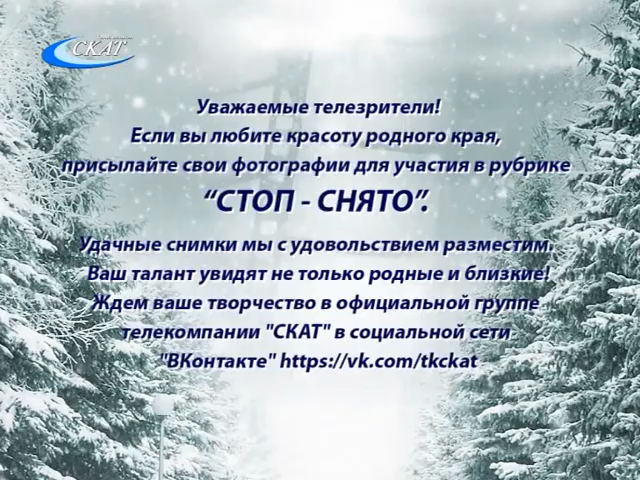 СКАТ
Уважаемые телезрители!
Если вы любите красоту родного края,
присылайте свои фотографии для участия в рубрике
“СТОП - СНЯТО”.
Удачные снимки мы с удовольствием разместим.
Ваш талант увидят не только родные и близкие!
Ждем ваше творчество в официальной группе
телекомпании "СКАТ" в социальной сети
"ВКонтакте" https://vk.com/tkckat